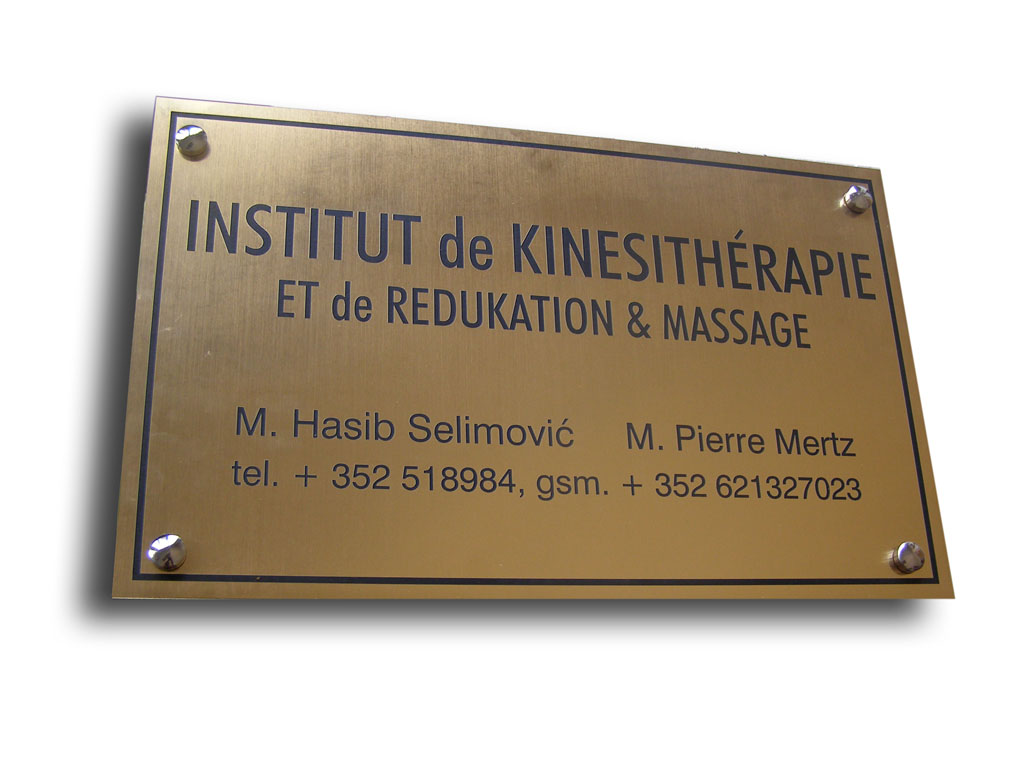 INSTITUT de KINESITHÉRAPIE
ET de REDUKATION & MASSAGE
M. Hasib Selimović M. Pierre Mertz
tel. + 352 518984, gsm. + 352 621327023